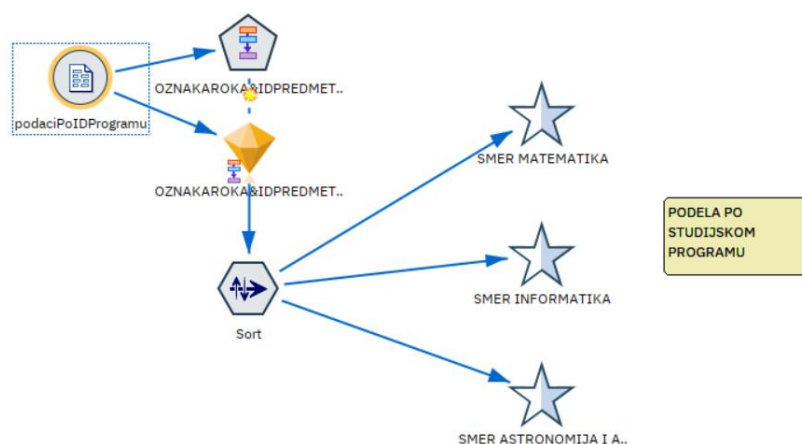 OZNAKAROKA&IDPREDMET..
podaciPoIDProgramu
SMER MATEMATIKA
OZNAKAROKA&IDPREDMET..
PODELA PO
STUDIJSKOM
PROGRAMU
SMER INFORMATIKA
Sort
SMER ASTRONOMIJA I A..